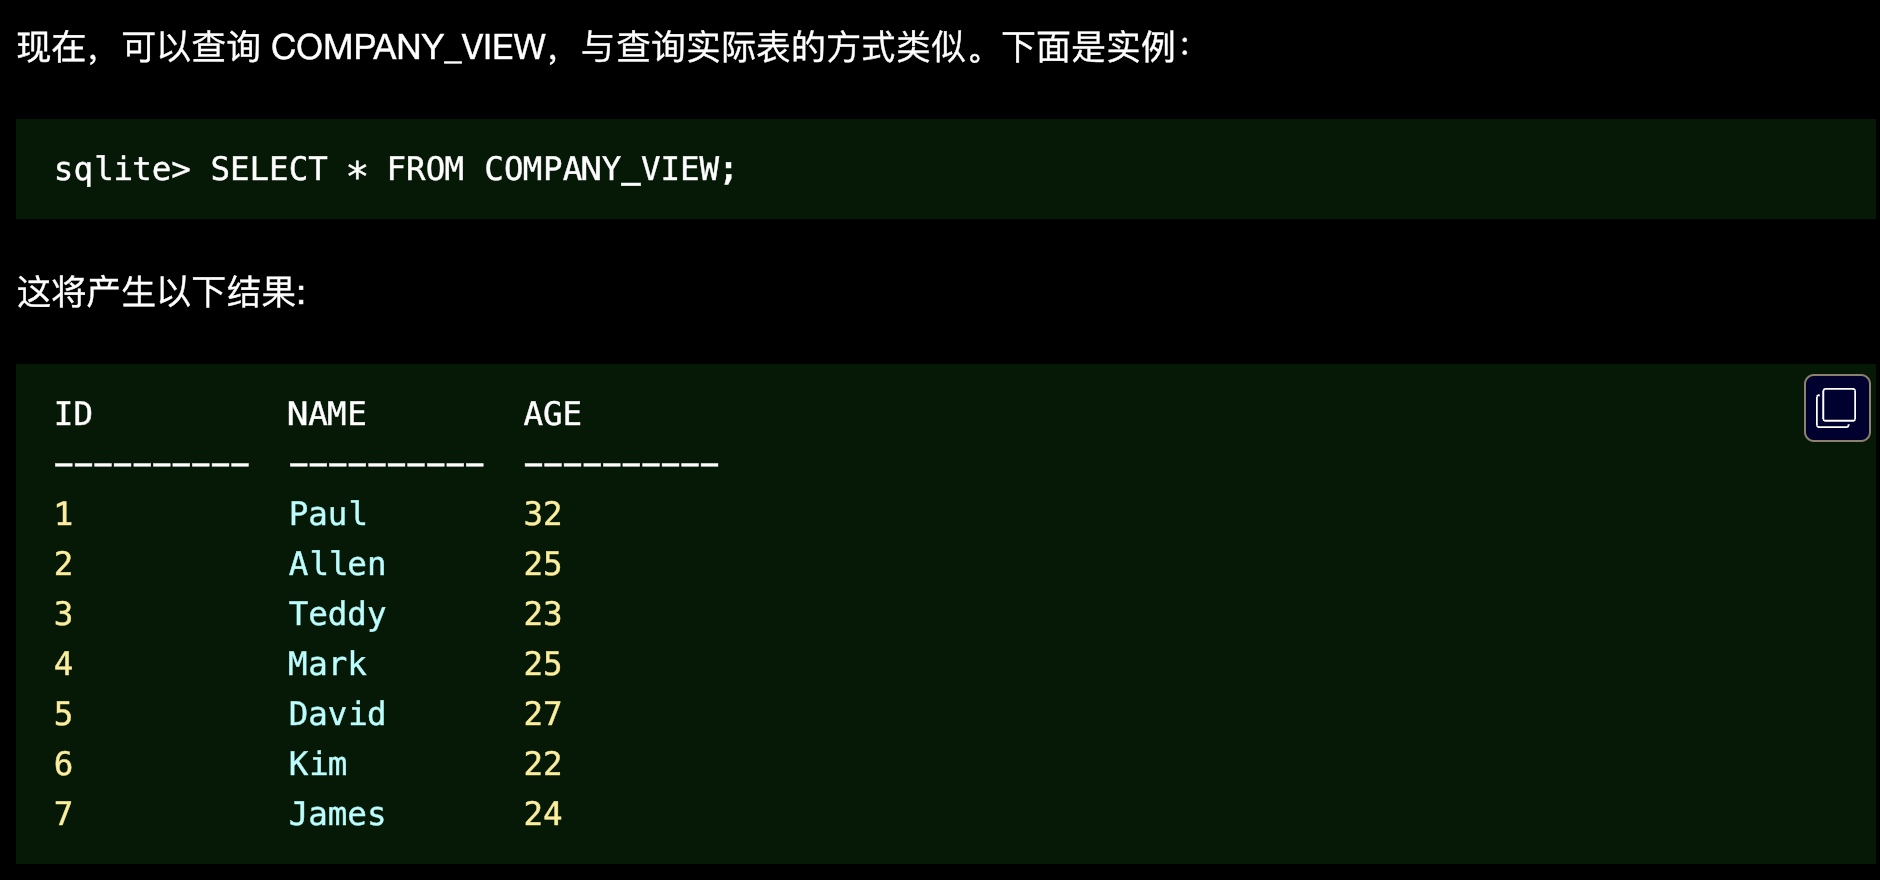 现在，可以查询 COMPANY_VIEW，与查询实际表的方式类似。下面是实例：
sqlite> SELECT * FROM COMPANY_VIEW;
这将产生以下结果:
ID          NAME        AGE
----------  ----------  ----------
1           Paul        32
2           Allen       25
3           Teddy       23
4           Mark        25
5           David       27
6           Kim         22
7           James       24